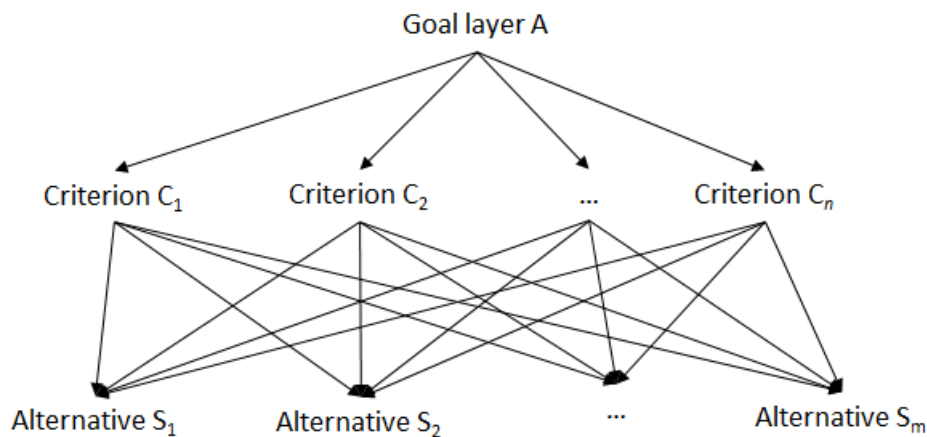 Goal layer A
Criterion C₁ Criterion C₂ ... Criterion Cₙ
Alternative S₁ Alternative S₂ ... Alternative Sₘ